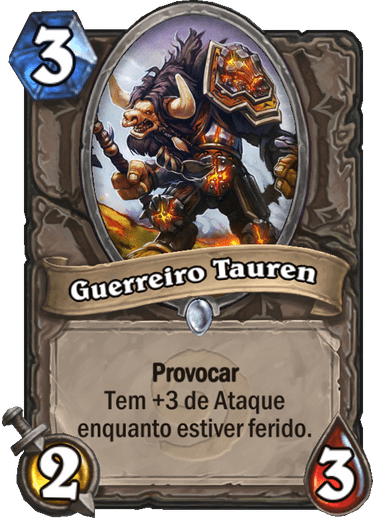 3
Guerreiro Tauren
Provocar
Tem +3 de Ataque
enquanto estiver ferido.
2
3